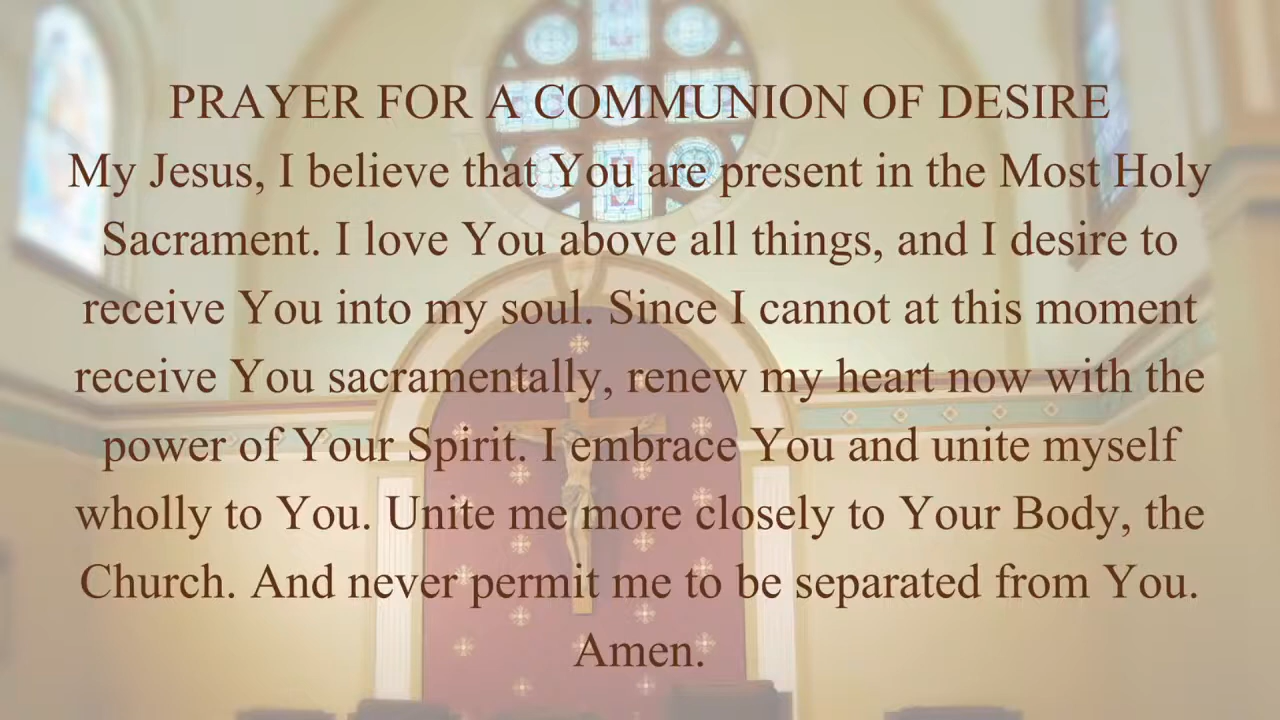 PRAYER FOR A COMMUNION OF DESIRE
My Jesus, I believe that You are present in the Most Holy
Sacrament. I love You above all things, and I desire to
receive You into my soul. Since I cannot at this moment
receive You sacramentally, renew my heart now with the
power of Your Spirit. I embrace You and unite myself
wholly to You. Unite me more closely to Your Body, the
Church. And never permit me to be separated from You.
Amen.